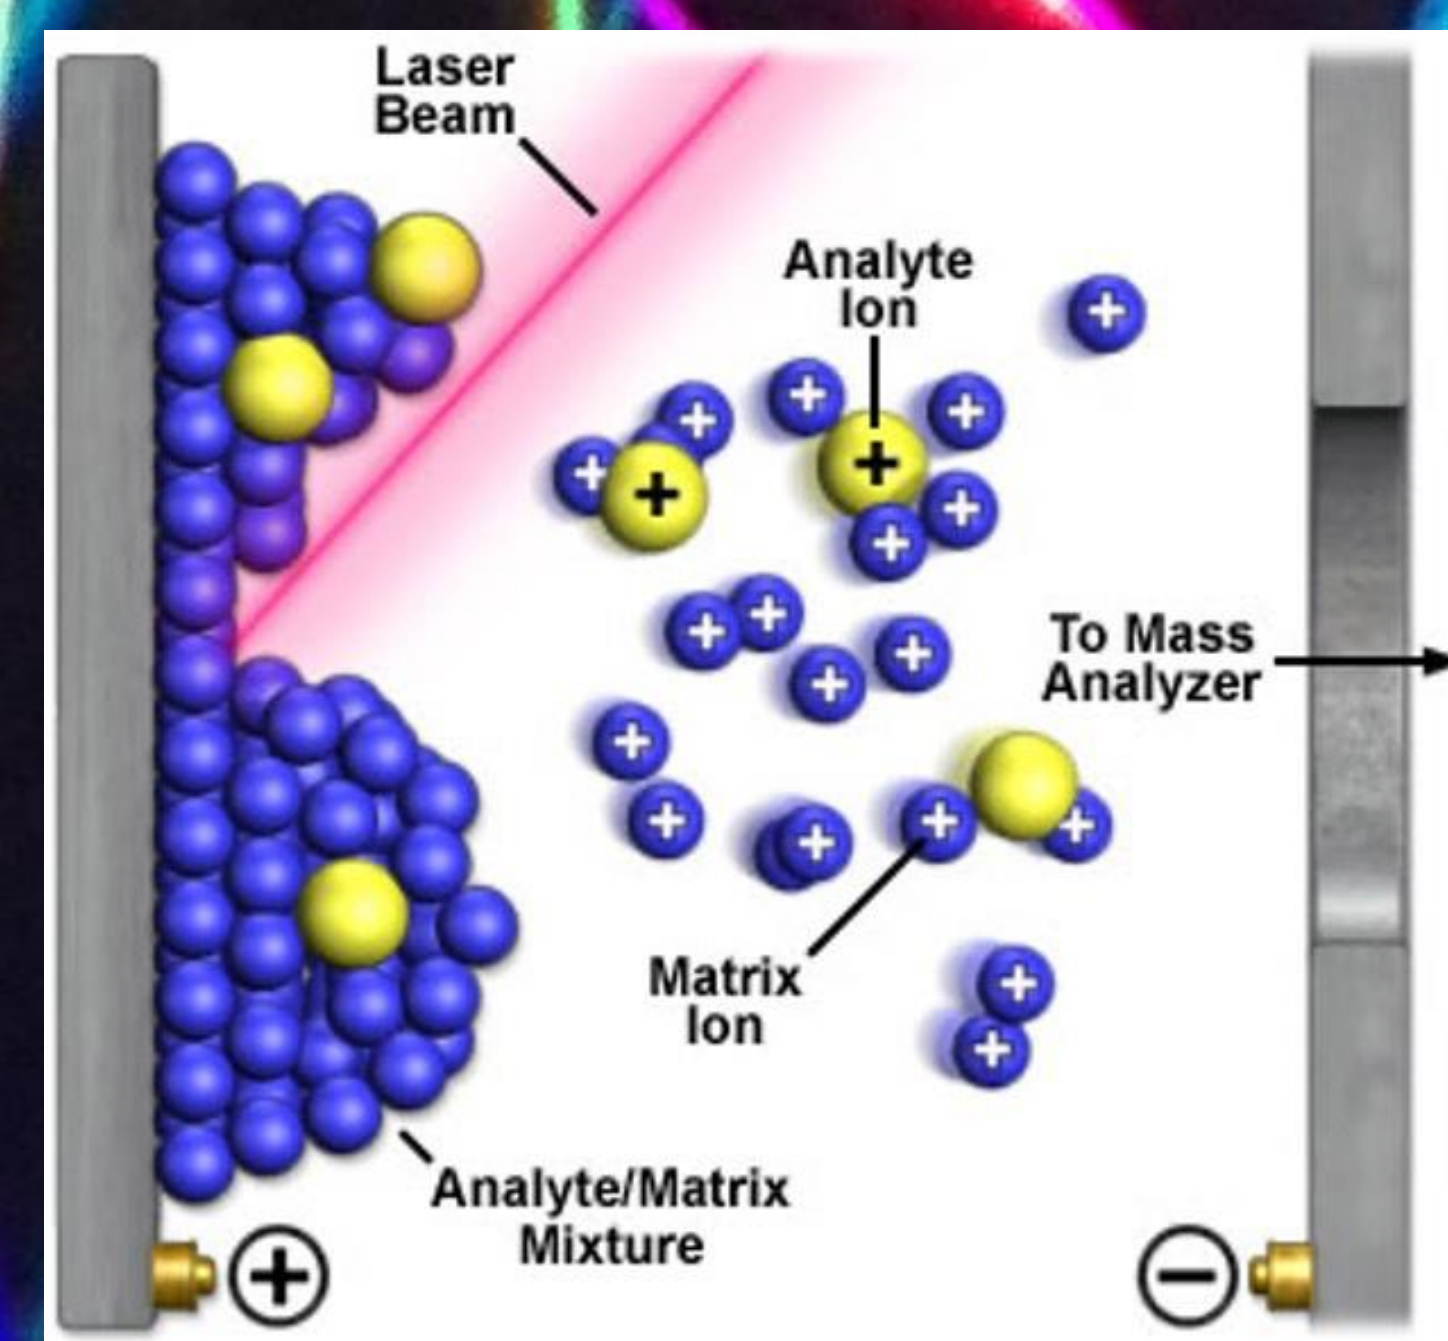 Laser
Beam
Analyte
Ion
To Mass
Analyzer
Matrix
Ion
Analyte/Matrix
Mixture